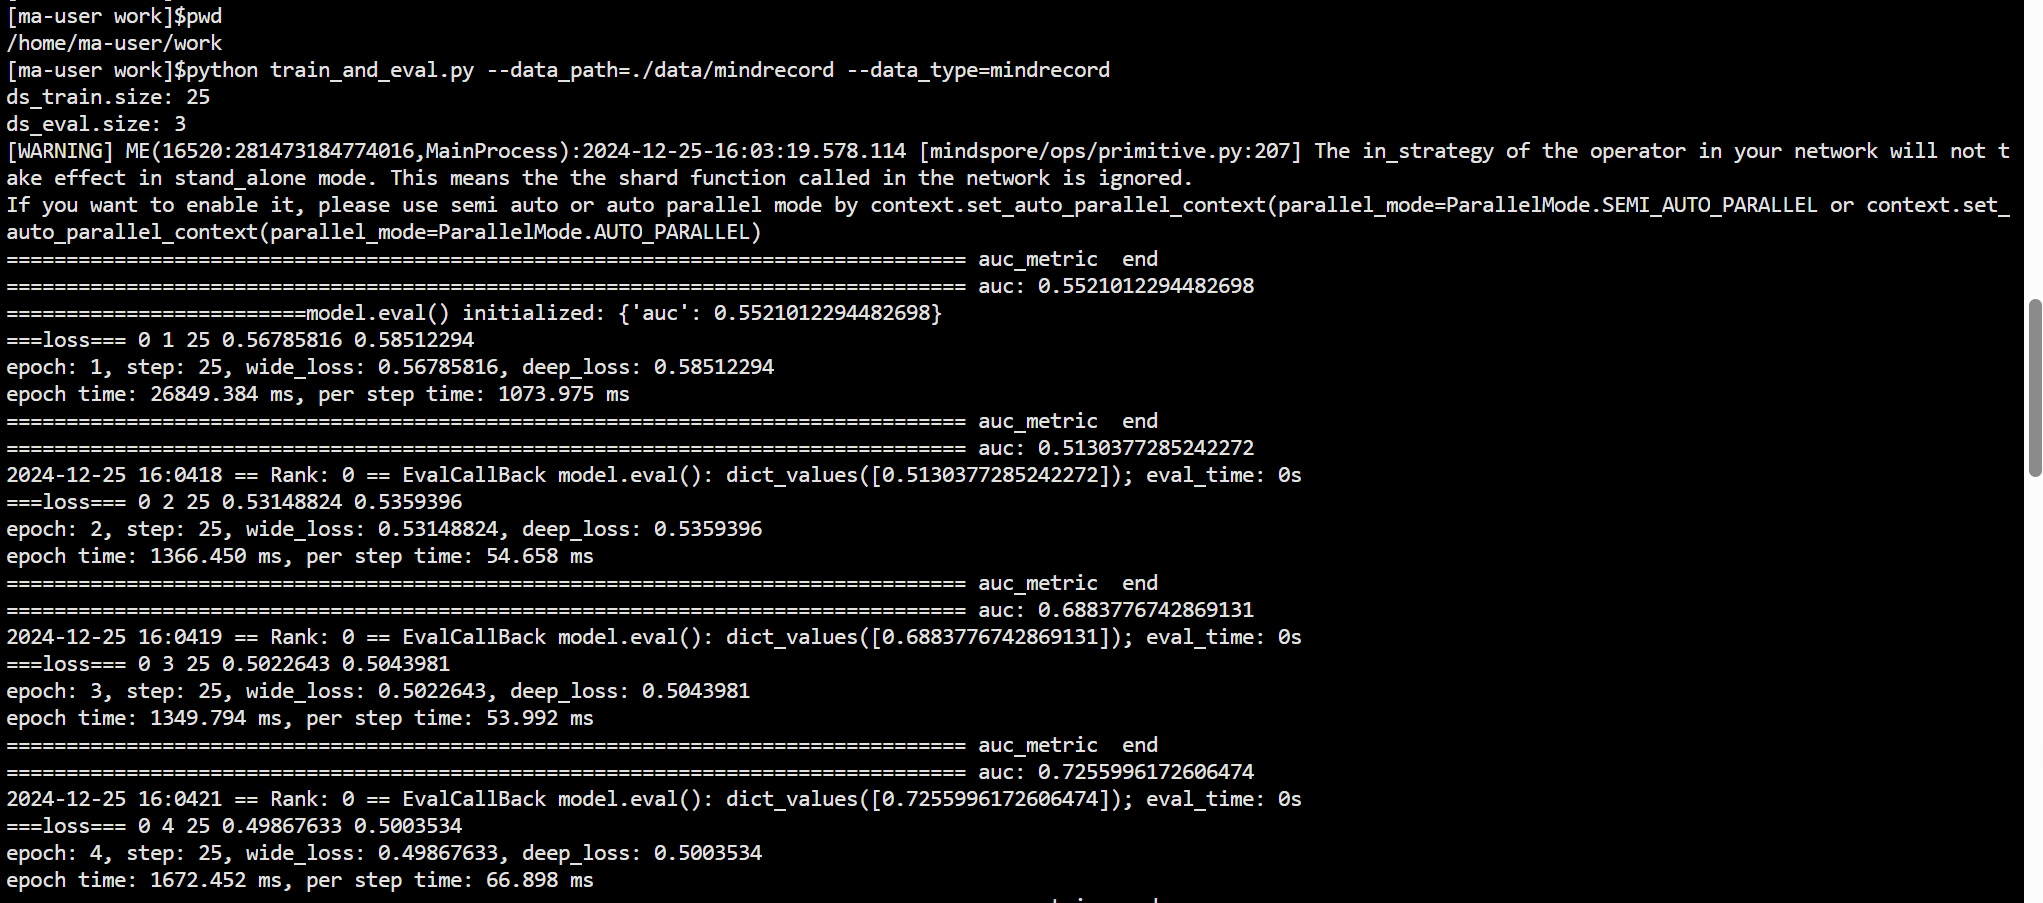 [ma-user work]$pwd
/home/ma-user/work
[ma-user work]$python train_and_eval.py --data_path=./data/mindrecord --data_type=mindrecord
ds_train.size: 25
ds_eval.size: 3
[WARNING] ME(16520:281473184774016,MainProcess):2024-12-25-16:03:19.578.114 [mindspore/ops/primitive.py:207] The in_strategy of the operator in your network will not t
ake effect in stand_alone mode. This means the the shard function called in the network is ignored.
If you want to enable it, please use semi auto or auto parallel mode by context.set_auto_parallel_context(parallel_mode=ParallelMode.SEMI_AUTO_PARALLEL or context.set_
auto_parallel_context(parallel_mode=ParallelMode.AUTO_PARALLEL)
================================================================================ auc_metric  end
================================================================================ auc: 0.5521012294482698
=========================model.eval() initialized: {'auc': 0.5521012294482698}
===loss=== 0 1 25 0.56785816 0.58512294
epoch: 1, step: 25, wide_loss: 0.56785816, deep_loss: 0.58512294
epoch time: 26849.384 ms, per step time: 1073.975 ms
================================================================================ auc_metric  end
================================================================================ auc: 0.5130377285242272
2024-12-25 16:0418 == Rank: 0 == EvalCallBack model.eval(): dict_values([0.5130377285242272]); eval_time: 0s
===loss=== 0 2 25 0.53148824 0.5359396
epoch: 2, step: 25, wide_loss: 0.53148824, deep_loss: 0.5359396
epoch time: 1366.450 ms, per step time: 54.658 ms
================================================================================ auc_metric  end
================================================================================ auc: 0.6883776742869131
2024-12-25 16:0419 == Rank: 0 == EvalCallBack model.eval(): dict_values([0.6883776742869131]); eval_time: 0s
===loss=== 0 3 25 0.5022643 0.5043981
epoch: 3, step: 25, wide_loss: 0.5022643, deep_loss: 0.5043981
epoch time: 1349.794 ms, per step time: 53.992 ms
================================================================================ auc_metric  end
================================================================================ auc: 0.7255996172606474
2024-12-25 16:0421 == Rank: 0 == EvalCallBack model.eval(): dict_values([0.7255996172606474]); eval_time: 0s
===loss=== 0 4 25 0.49867633 0.5003534
epoch: 4, step: 25, wide_loss: 0.49867633, deep_loss: 0.5003534
epoch time: 1672.452 ms, per step time: 66.898 ms